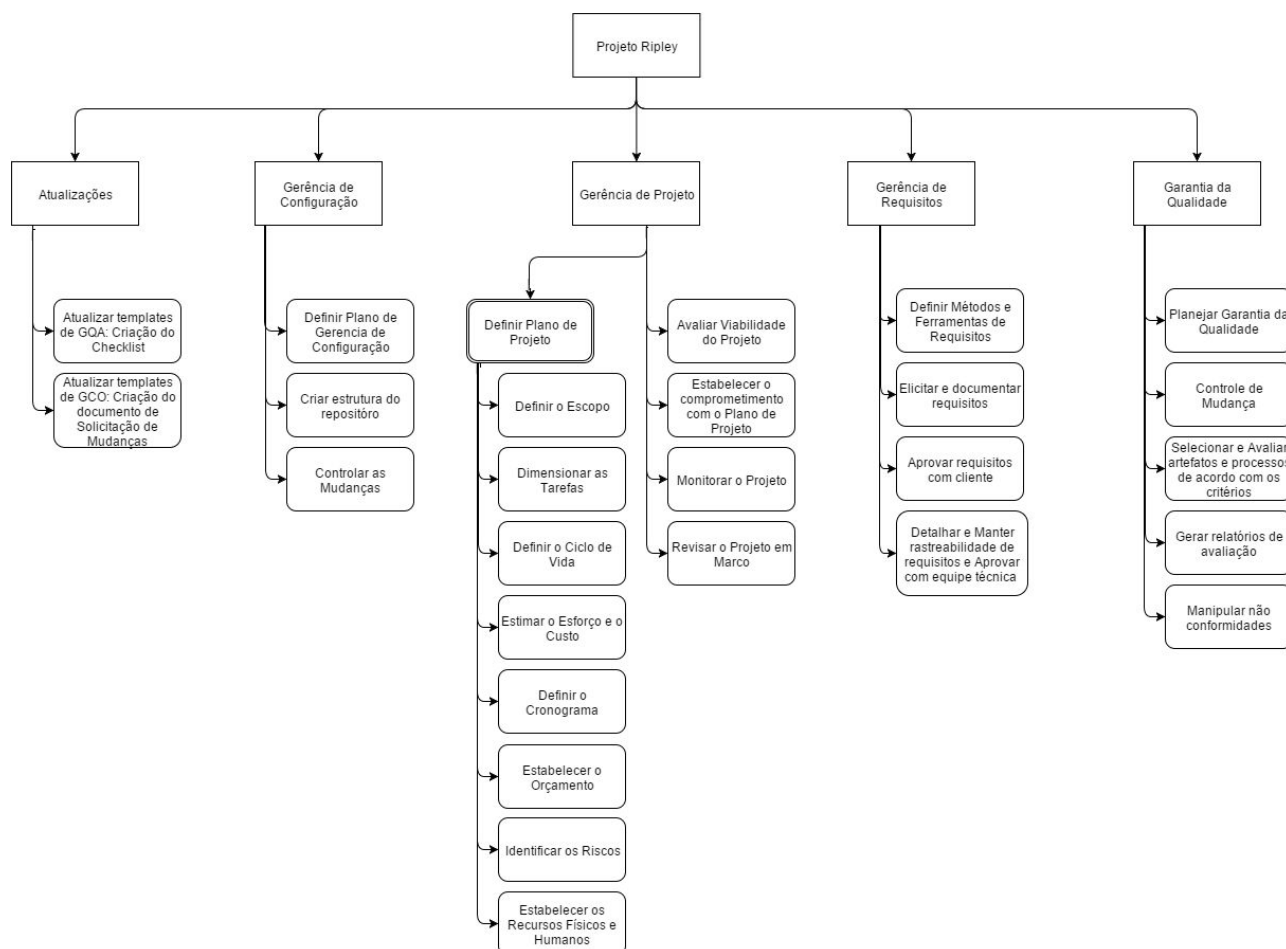 Projeto Ripley
Atualizações
Gerência de
Configuração
Gerência de Projeto
Gerência de
Requisitos
Garantia da
Qualidade
Atualizar templates
de GQA: Criação do
Checklist
Atualizar templates
de GCO: Criação do
documento de
Solicitação de
Mudanças
Definir Plano de
Gerencia de
Configuração
Criar estrutura do
repositóro
Controlar as
Mudanças
Definir Plano de
Projeto
Definir o Escopo
Dimensionar as
Tarefas
Definir o Ciclo de
Vida
Estimar o Esforço e o
Custo
Definir o
Cronograma
Estabelecer o
Orçamento
Identificar os Riscos
Estabelecer os
Recursos Físicos e
Humanos
Avaliar Viabilidade
do Projeto
Estabelecer o
comprometimento
com o Plano de
Projeto
Monitorar o Projeto
Revisar o Projeto em
Marco
Definir Métodos e
Ferramentas de
Requisitos
Elicitar e documentar
requisitos
Aprovar requisitos
com cliente
Detalhar e Manter
rastreabilidade de
requisitos e Aprovar
com equipe técnica
Planejar Garantia da
Qualidade
Controle de
Mudança
Selecionar e Avaliar
artefatos e processos
de acordo com os
critérios
Gerar relatórios de
avaliação
Manipular não
conformidades